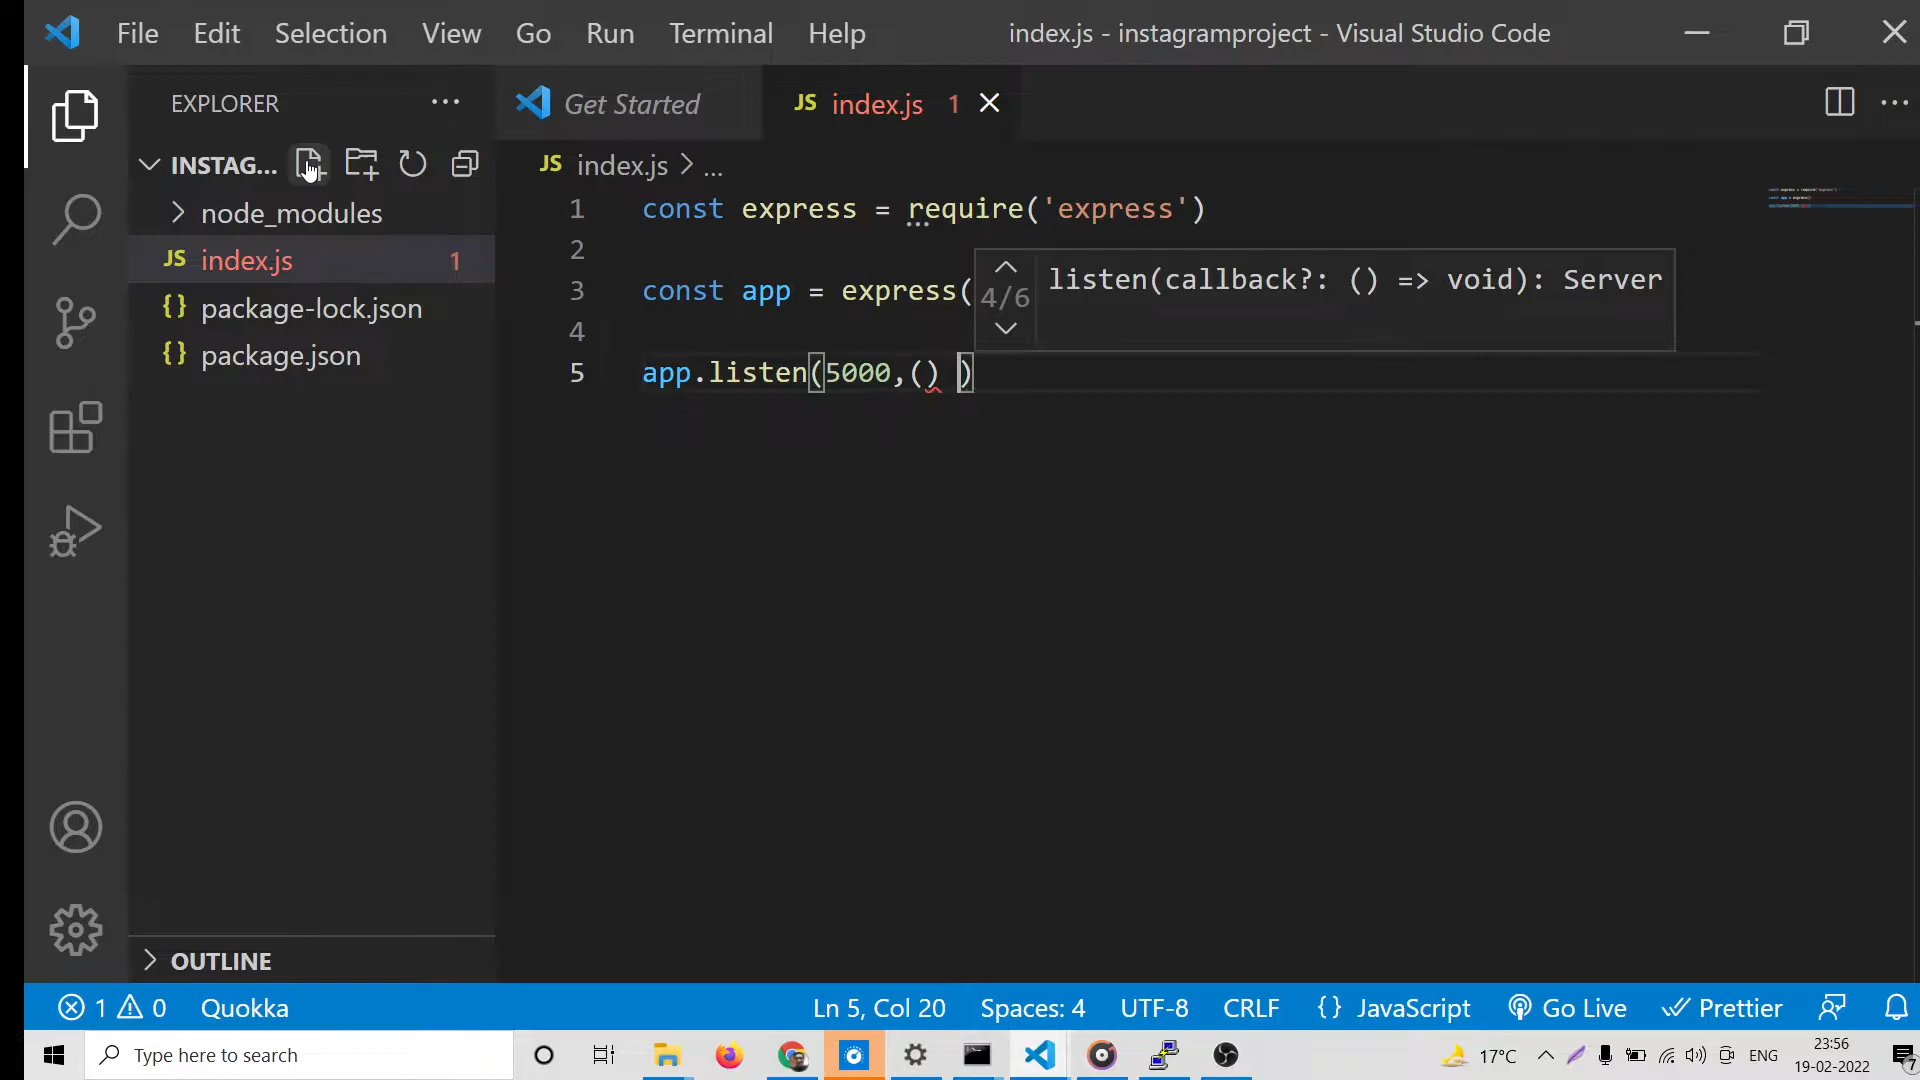 File Edit Selection View Go Run Terminal Help index.js - instagramproject - Visual Studio Code
EXPLORER ...
Get Started
JS index.js 1
INSTAG...
JS index.js > ...
node_modules
JS index.js 1
{} package-lock.json
{} package.json
1 const express = require('express')
2
3 const app = express(
4
5 app.listen(5000,() )
4/6 listen(callback?: () => void): Server
OUTLINE
1 0 Quokka
Ln 5, Col 20 Spaces: 4 UTF-8 CRLF {} JavaScript Go Live Prettier
Type here to search
17°C ENG
23:56
19-02-2022
7